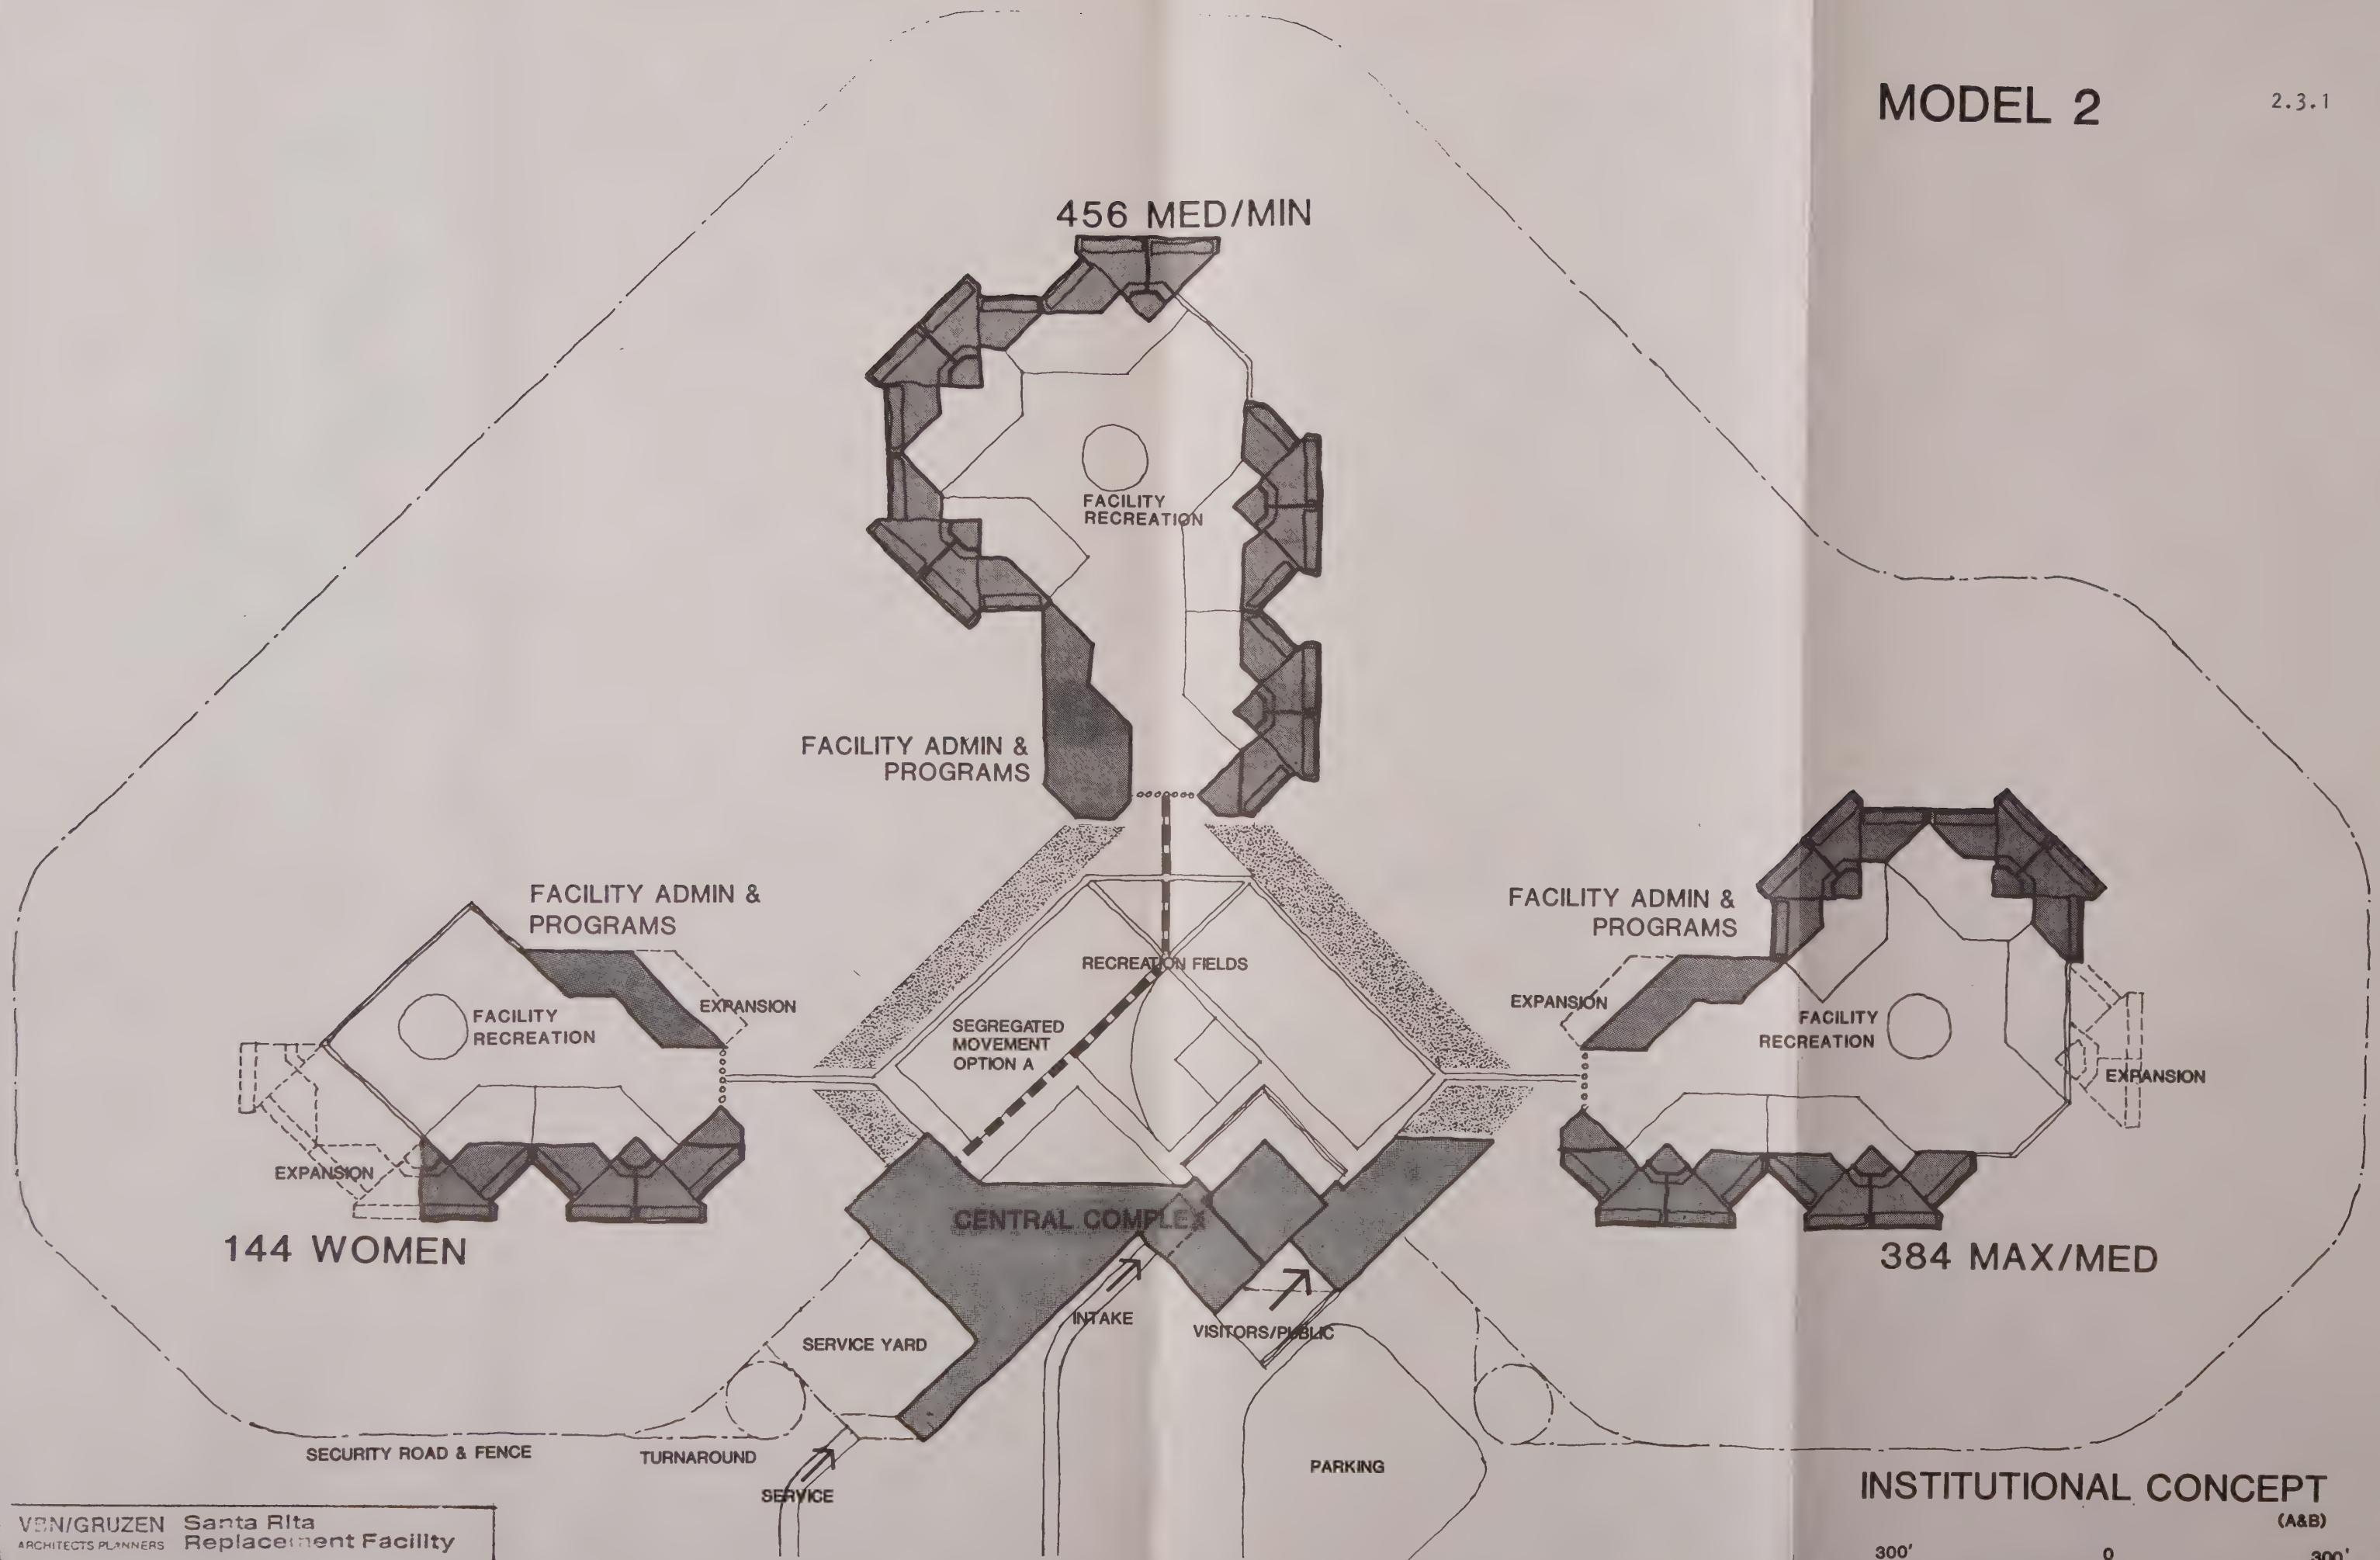 MODEL 2
2.3.1
456 MED/MIN
FACILITY
RECREATION
FACILITY ADMIN &
PROGRAMS
FACILITY ADMIN &
PROGRAMS
EXPANSION
FACILITY
RECREATION
EXPANSION
144 WOMEN
RECREATION FIELDS
SEGREGATED
MOVEMENT
OPTION A
FACILITY ADMIN &
PROGRAMS
EXPANSION
FACILITY
RECREATION
EXPANSION
384 MAX/MED
CENTRAL COMPLEX
INTAKE
VISITORS/PUBLIC
SERVICE YARD
SECURITY ROAD & FENCE
TURNAROUND
SERVICE
PARKING
INSTITUTIONAL CONCEPT
(A&B)
300' 0 300'
VBN/GRUZEN
ARCHITECTS PLANNERS
Santa Rita
Replacement Facility